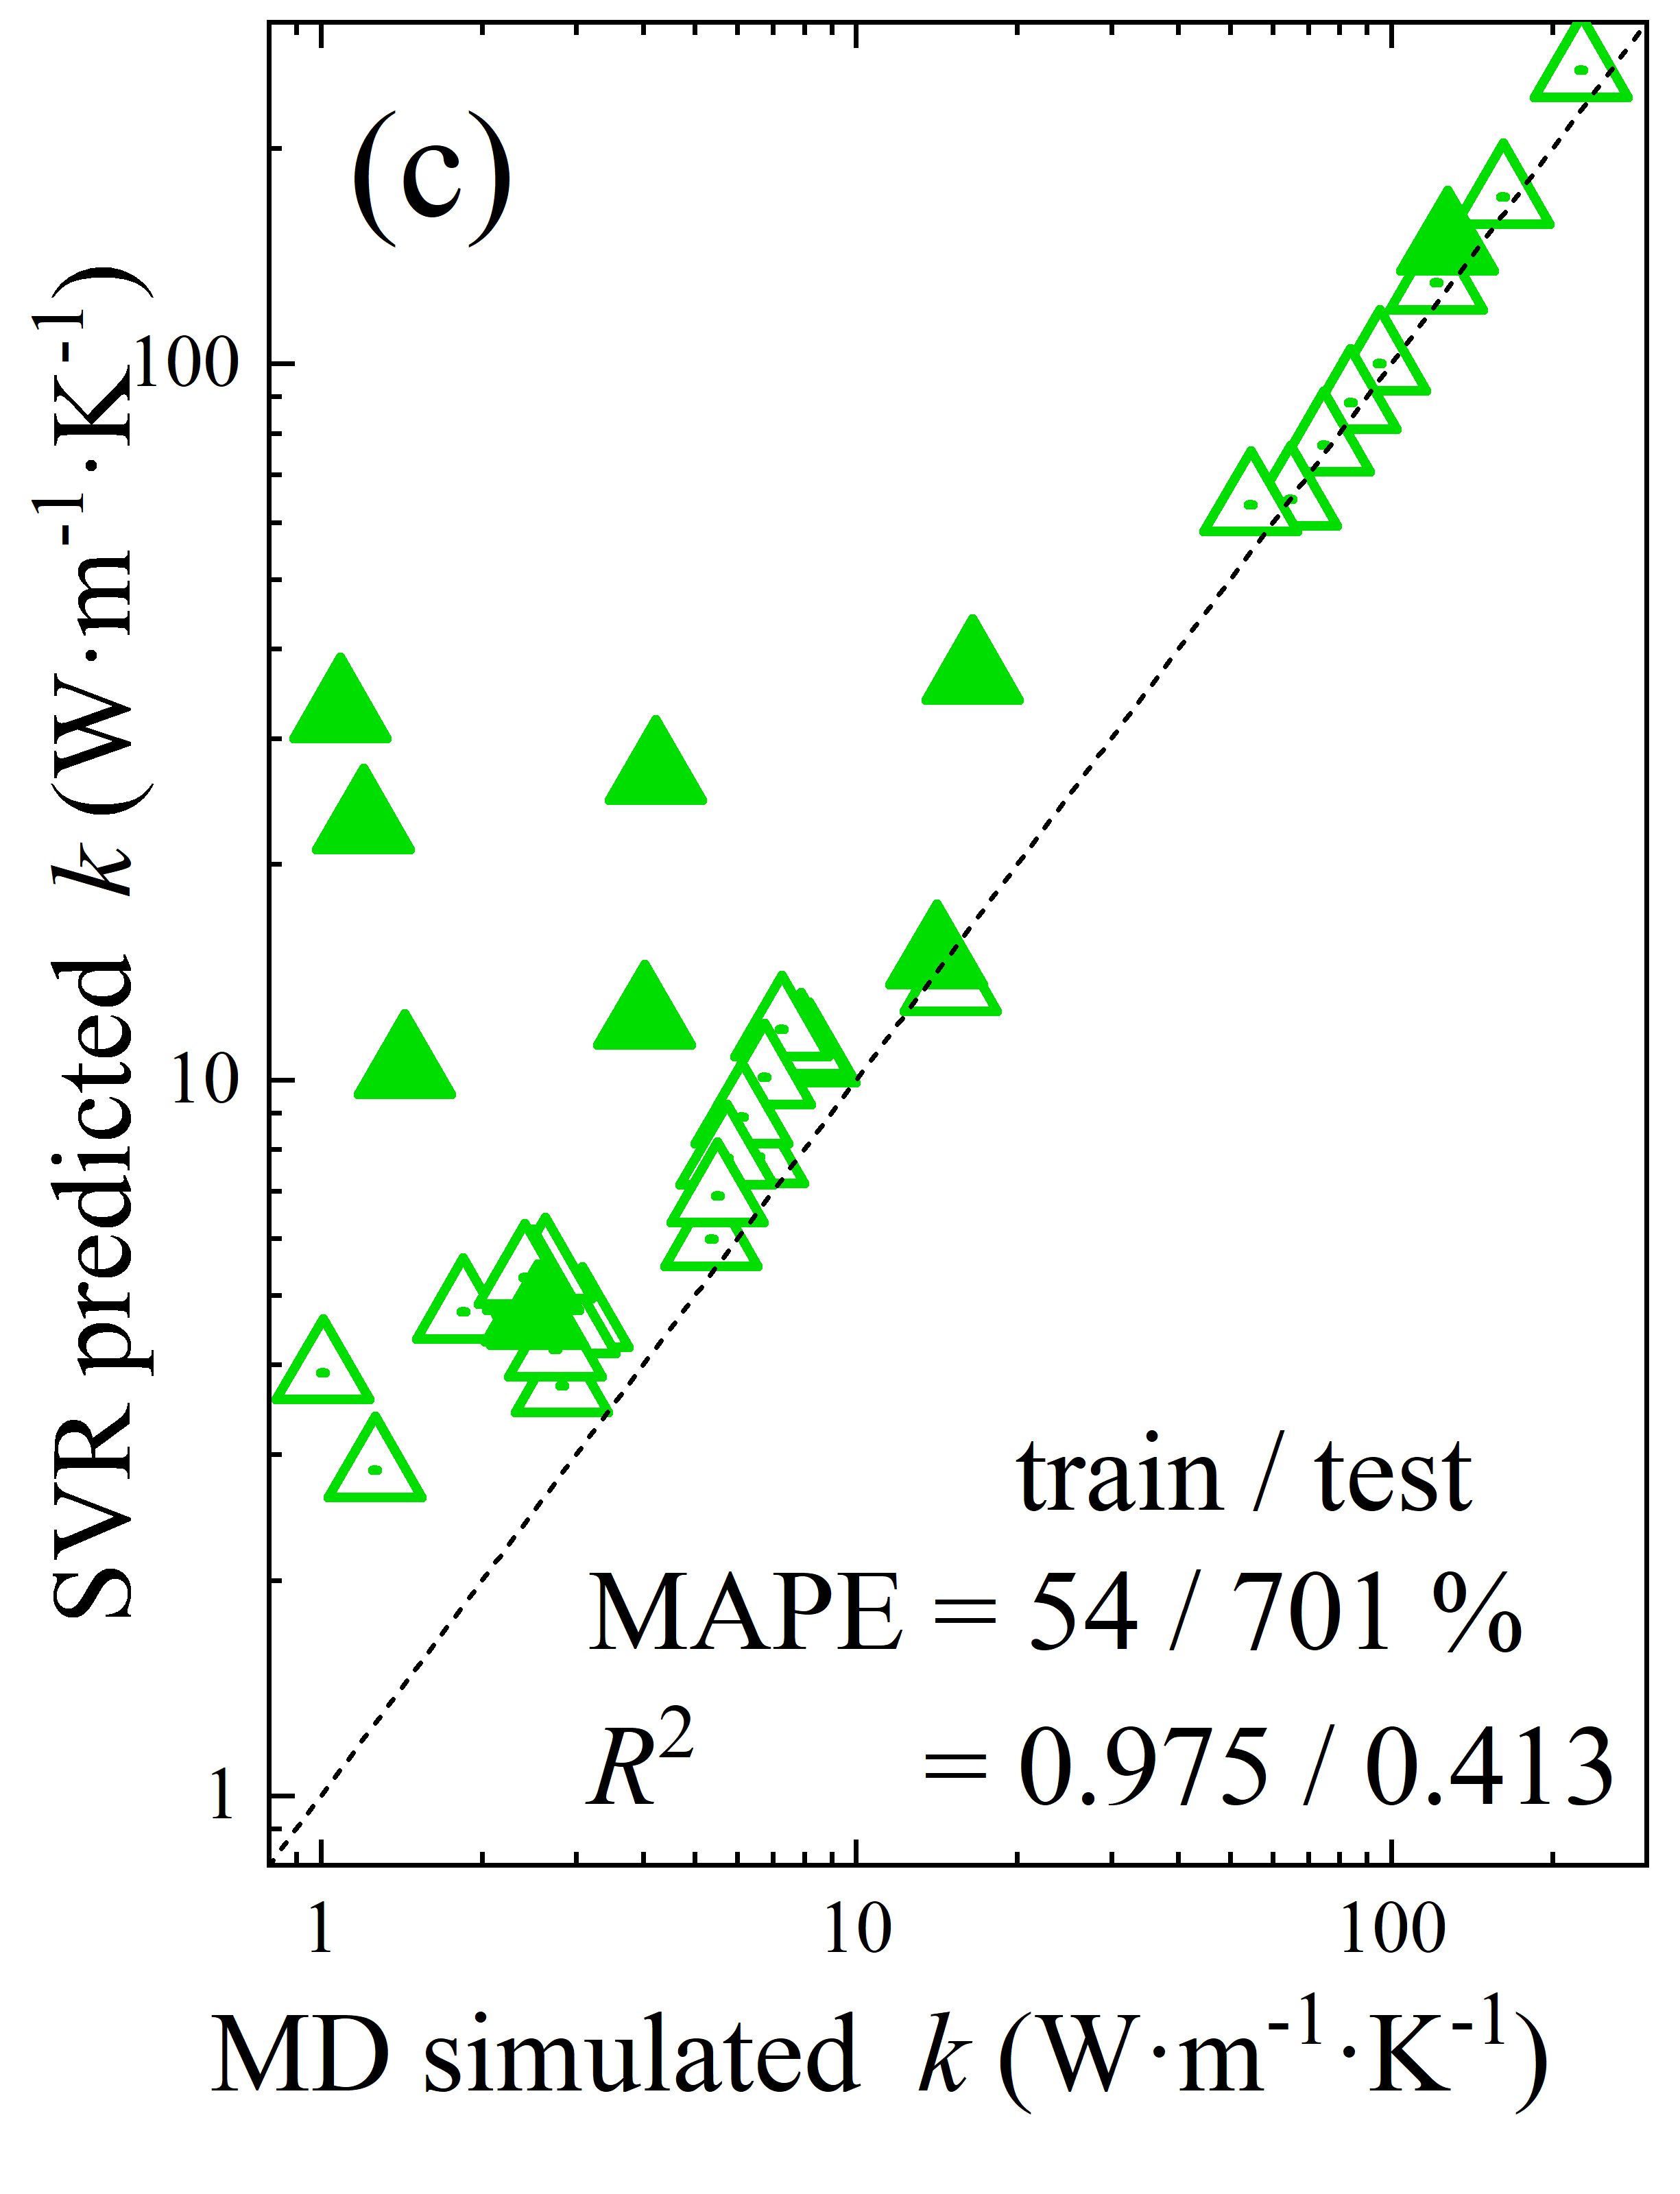 (c)
SVR predicted k (W·m⁻¹·K⁻¹)
100
10
1
train / test
MAPE = 54 / 701 %
R² = 0.975 / 0.413
1 10 100
MD simulated k (W·m⁻¹·K⁻¹)